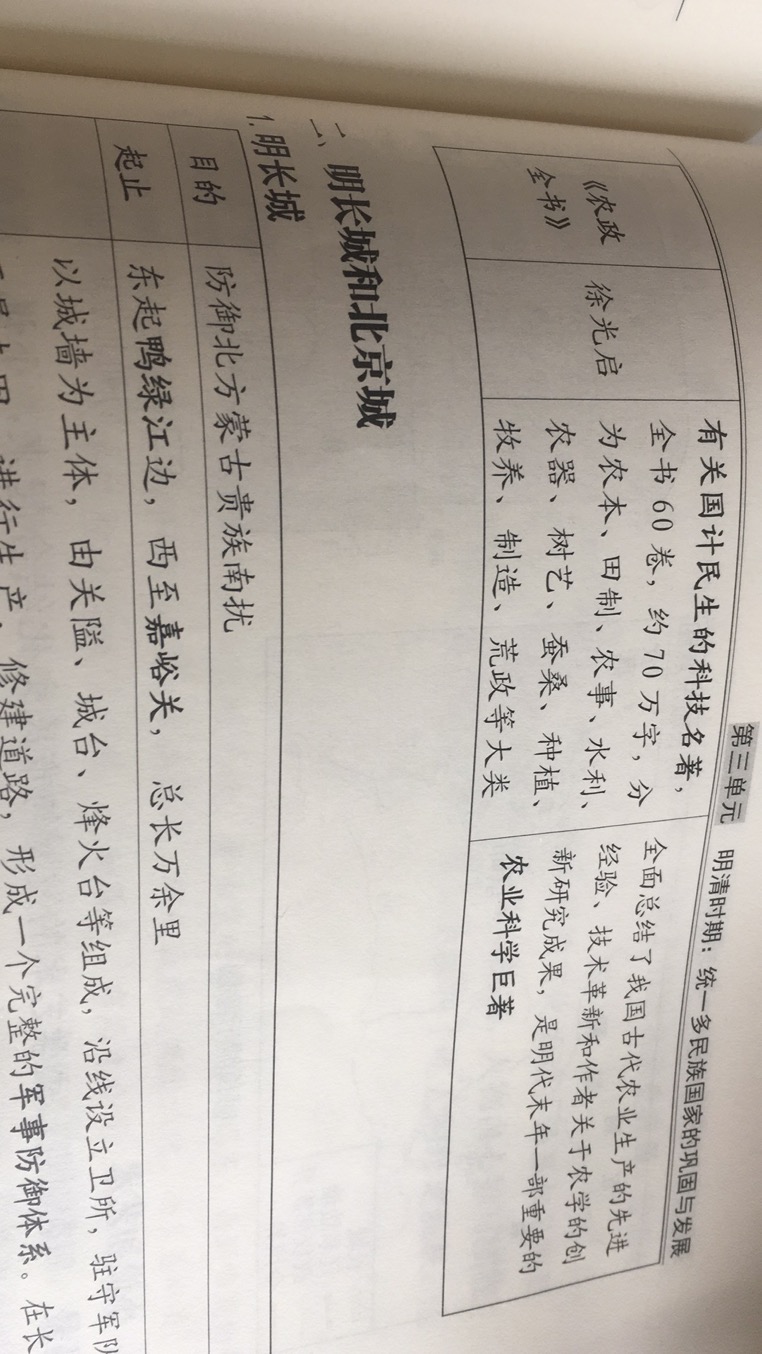 第三单元 明清时期：统一多民族国家的巩固与发展
《农政
全书》
徐光启
有关国计民生的科技名著，
全书60卷，约70万字，分
为农本、田制、农事、水利、
农器、树艺、蚕桑、种植、
牧养、制造、荒政等大类
全面总结了我国古代农业生产的先进
经验、技术革新和作者关于农学的创
新研究成果，是明代末年一部重要的
农业科学巨著
二、明长城和北京城
1.明长城
目的
防御北方蒙古贵族南扰
起止
东起鸭绿江边，西至嘉峪关，总长万余里
以城墙为主体，由关隘、城台、烽火台等组成，沿线设立卫所，驻守军队
进行生产，修建道路，形成一个完整的军事防御体系。在长